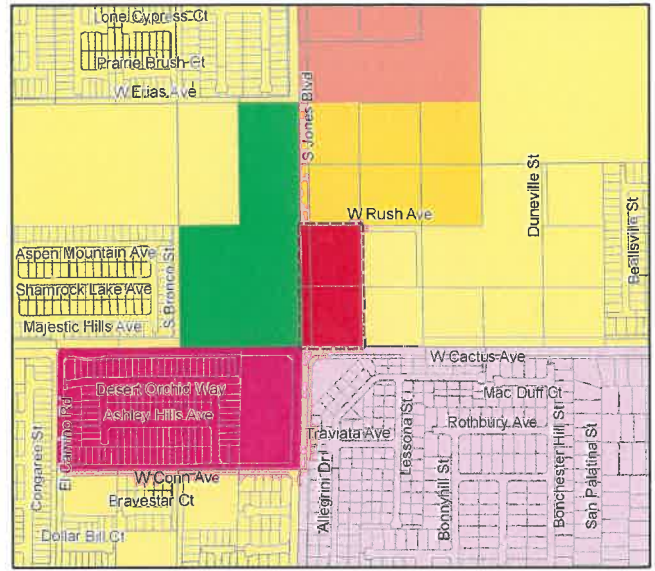 Lone Cypress Ct
Prairie Brush Ct
W Erias Ave
S Jones Blvd
W Rush Ave
Duneville St
Beallsville St
Aspen Mountain Ave
Shamrock Lake Ave
Majestic Hills Ave
S Bronco St
W Cactus Ave
Desert Orchid Way
Ashley Hills Ave
Mac Duff Ct
Rothbury Ave
Traviata Ave
Congaree St
El Camino Rd
W Conn Ave
Bravestar Ct
Dollar Bill Ct
Allegrini Dr
Lessona St
Bonnyhill St
Bonchester Hill St
San Palatina St